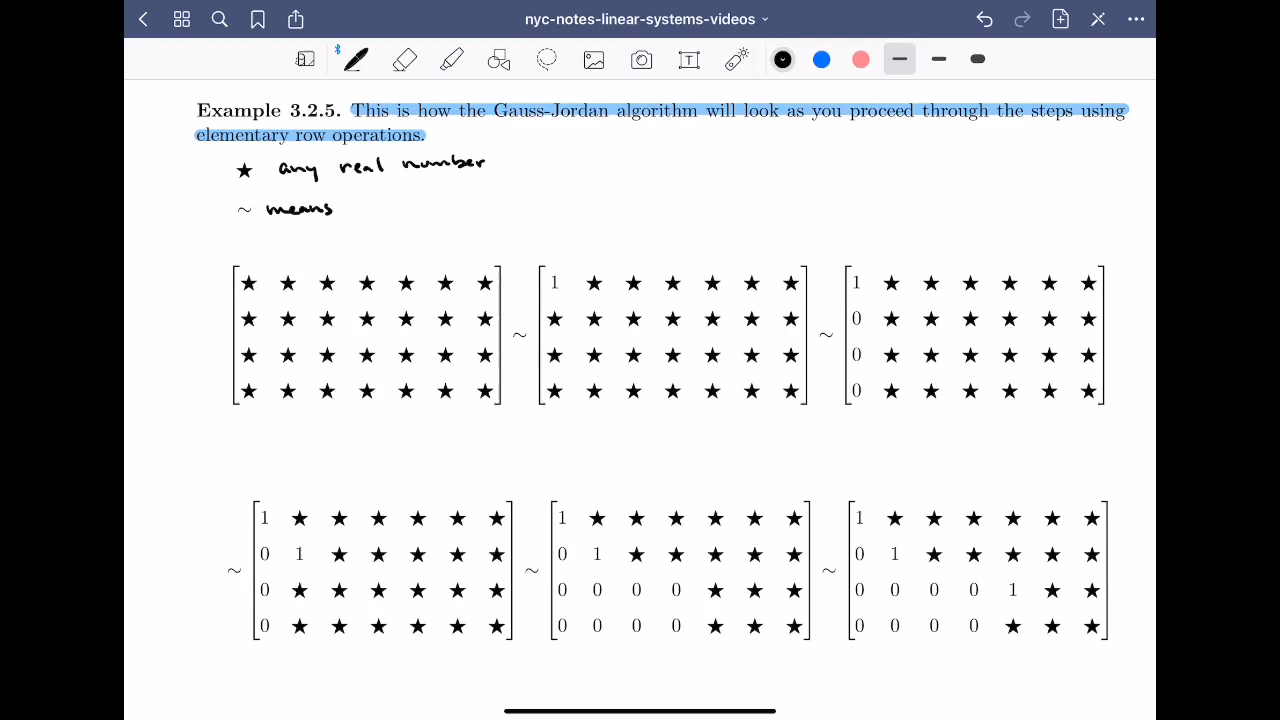 nyc-notes-linear-systems-videos
Example 3.2.5. This is how the Gauss-Jordan algorithm will look as you proceed through the steps using
elementary row operations.
★ any real number
~ means
[★ ★ ★ ★ ★ ★ ★] ~ [1 ★ ★ ★ ★ ★ ★] ~ [1 ★ ★ ★ ★ ★ ★]
[★ ★ ★ ★ ★ ★ ★] [★ ★ ★ ★ ★ ★ ★] [0 ★ ★ ★ ★ ★ ★]
[★ ★ ★ ★ ★ ★ ★] [★ ★ ★ ★ ★ ★ ★] [0 ★ ★ ★ ★ ★ ★]
[★ ★ ★ ★ ★ ★ ★] [★ ★ ★ ★ ★ ★ ★] [0 ★ ★ ★ ★ ★ ★]
~ [1 ★ ★ ★ ★ ★ ★] ~ [1 ★ ★ ★ ★ ★ ★] ~ [1 ★ ★ ★ ★ ★ ★]
[0 1 ★ ★ ★ ★ ★] [0 1 ★ ★ ★ ★ ★] [0 1 ★ ★ ★ ★ ★]
[0 ★ ★ ★ ★ ★ ★] [0 0 0 0 ★ ★ ★] [0 0 0 0 1 ★ ★]
[0 ★ ★ ★ ★ ★ ★] [0 0 0 0 ★ ★ ★] [0 0 0 0 ★ ★ ★]